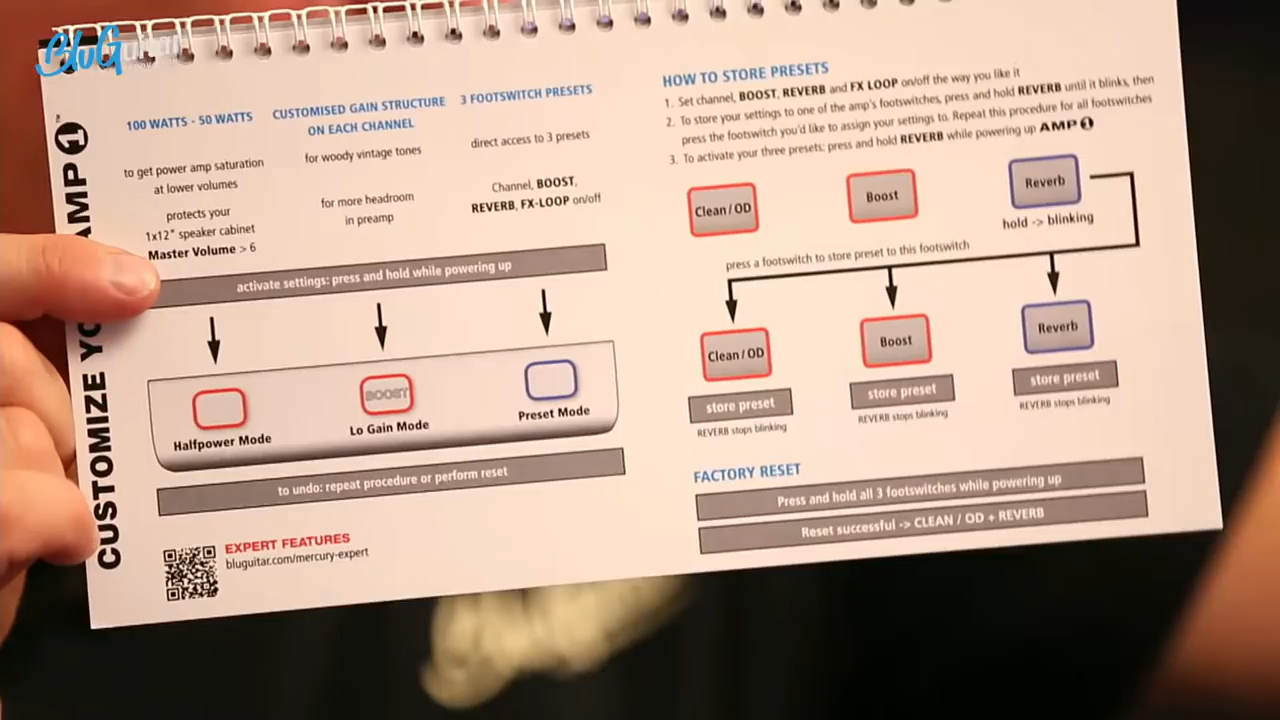 BluGuitar
CUSTOMIZE YO AMP 1™
100 WATTS - 50 WATTS
to get power amp saturation
at lower volumes
protects your
1x12" speaker cabinet
Master Volume > 6
CUSTOMISED GAIN STRUCTURE
ON EACH CHANNEL
for woody vintage tones
for more headroom
in preamp
3 FOOTSWITCH PRESETS
direct access to 3 presets
Channel, BOOST,
REVERB, FX-LOOP on/off
activate settings: press and hold while powering up
BOOST
Halfpower Mode
Lo Gain Mode
Preset Mode
to undo: repeat procedure or perform reset
EXPERT FEATURES
bluguitar.com/mercury-expert
HOW TO STORE PRESETS
1. Set channel, BOOST, REVERB and FX LOOP on/off the way you like it
2. To store your settings to one of the amp's footswitches, press and hold REVERB until it blinks, then
press the footswitch you'd like to assign your settings to. Repeat this procedure for all footswitches
3. To activate your three presets: press and hold REVERB while powering up AMP 1
Clean / OD
Boost
Reverb
hold -> blinking
press a footswitch to store preset to this footswitch
Clean / OD
Boost
Reverb
store preset
store preset
store preset
REVERB stops blinking
REVERB stops blinking
REVERB stops blinking
FACTORY RESET
Press and hold all 3 footswitches while powering up
Reset successful -> CLEAN / OD + REVERB